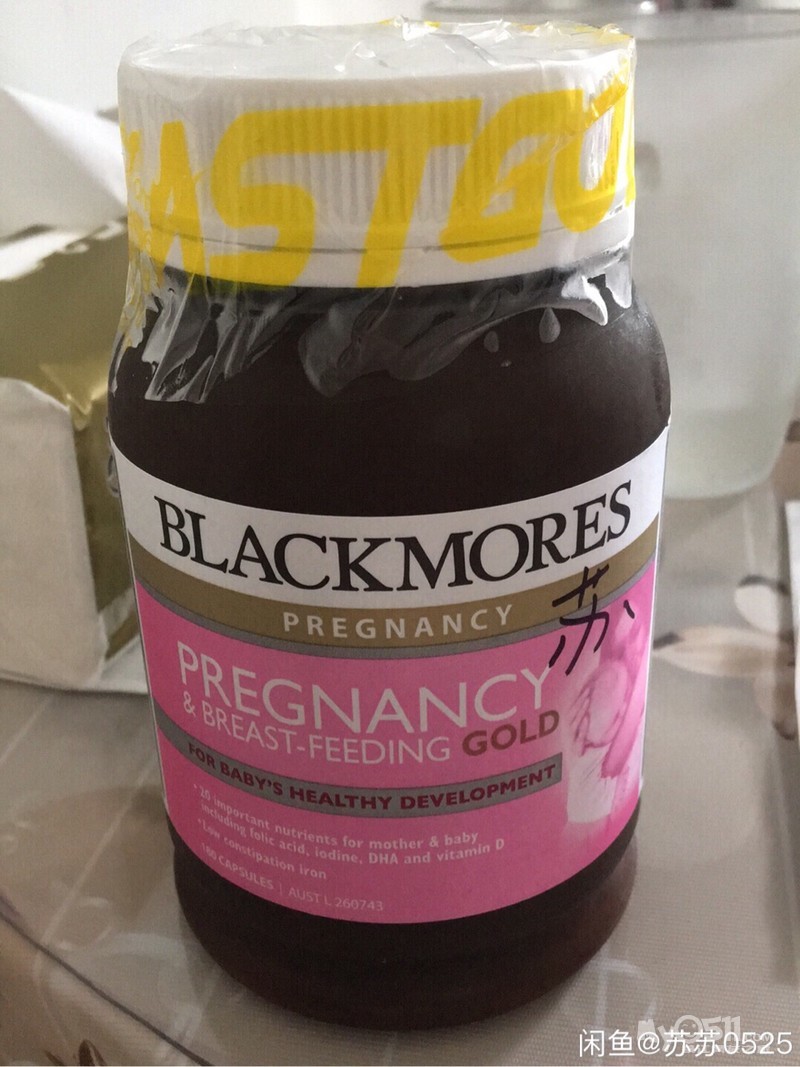 BLACKMORES
PREGNANCY
苏
PREGNANCY
& BREAST-FEEDING GOLD
FOR BABY'S HEALTHY DEVELOPMENT
• 20 important nutrients for mother & baby
including folic acid, iodine, DHA and vitamin D
• Low constipation iron
180 CAPSULES | AUST L 260743
闲鱼@苏苏0525